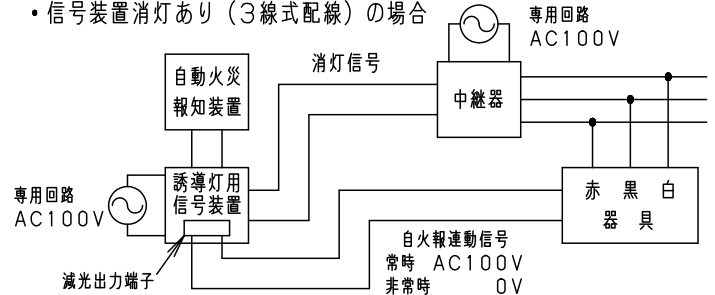 ・信号装置消灯あり（３線式配線）の場合
専用回路
ＡＣ１００Ｖ
消灯信号
自動火災
報知装置
中継器
誘導灯用
信号装置
専用回路
ＡＣ１００Ｖ
赤 黒 白
器 具
自火報連動信号
常時 ＡＣ１００Ｖ
非常時 ０Ｖ
減光出力端子